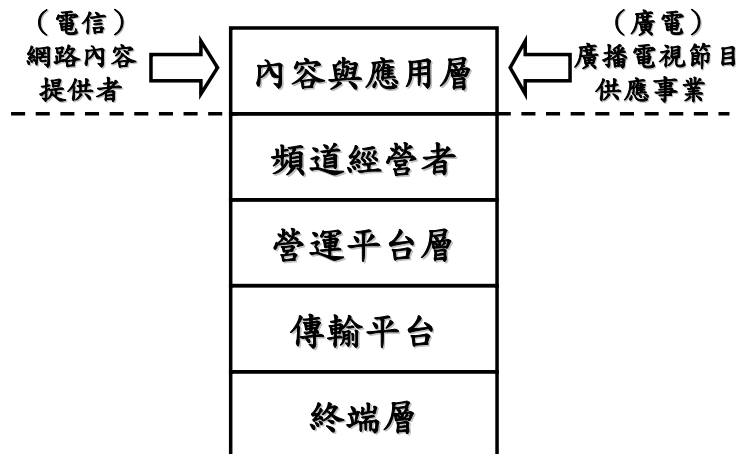 （電信）
網路內容
提供者
（廣電）
廣播電視節目
供應事業
內容與應用層
頻道經營者
營運平台層
傳輸平台
終端層